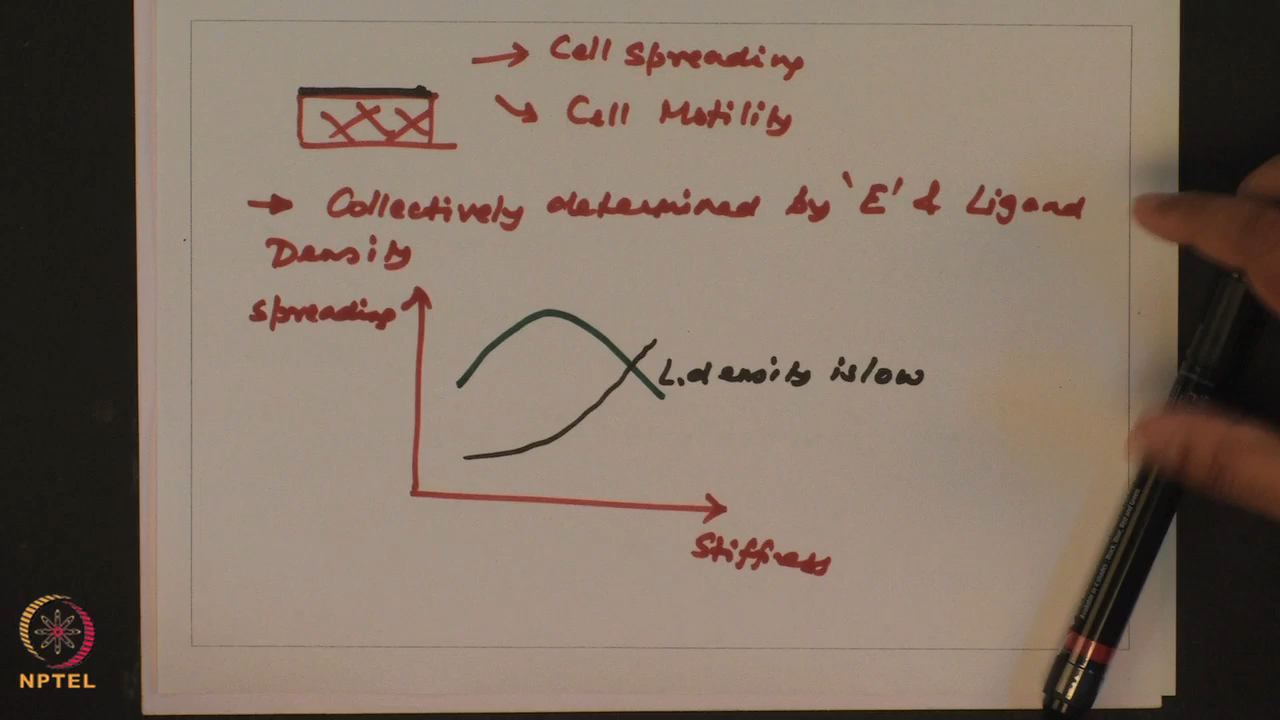 → Cell Spreading
↘ Cell Motility
→ Collectively determined by 'E' & Ligand
Density
Spreading
L. density is low
Stiffness
NPTEL